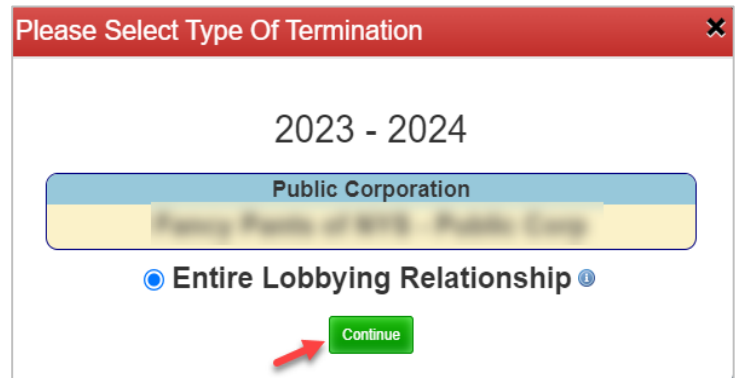 Please Select Type Of Termination
2023 - 2024
Public Corporation
Entire Lobbying Relationship
Continue